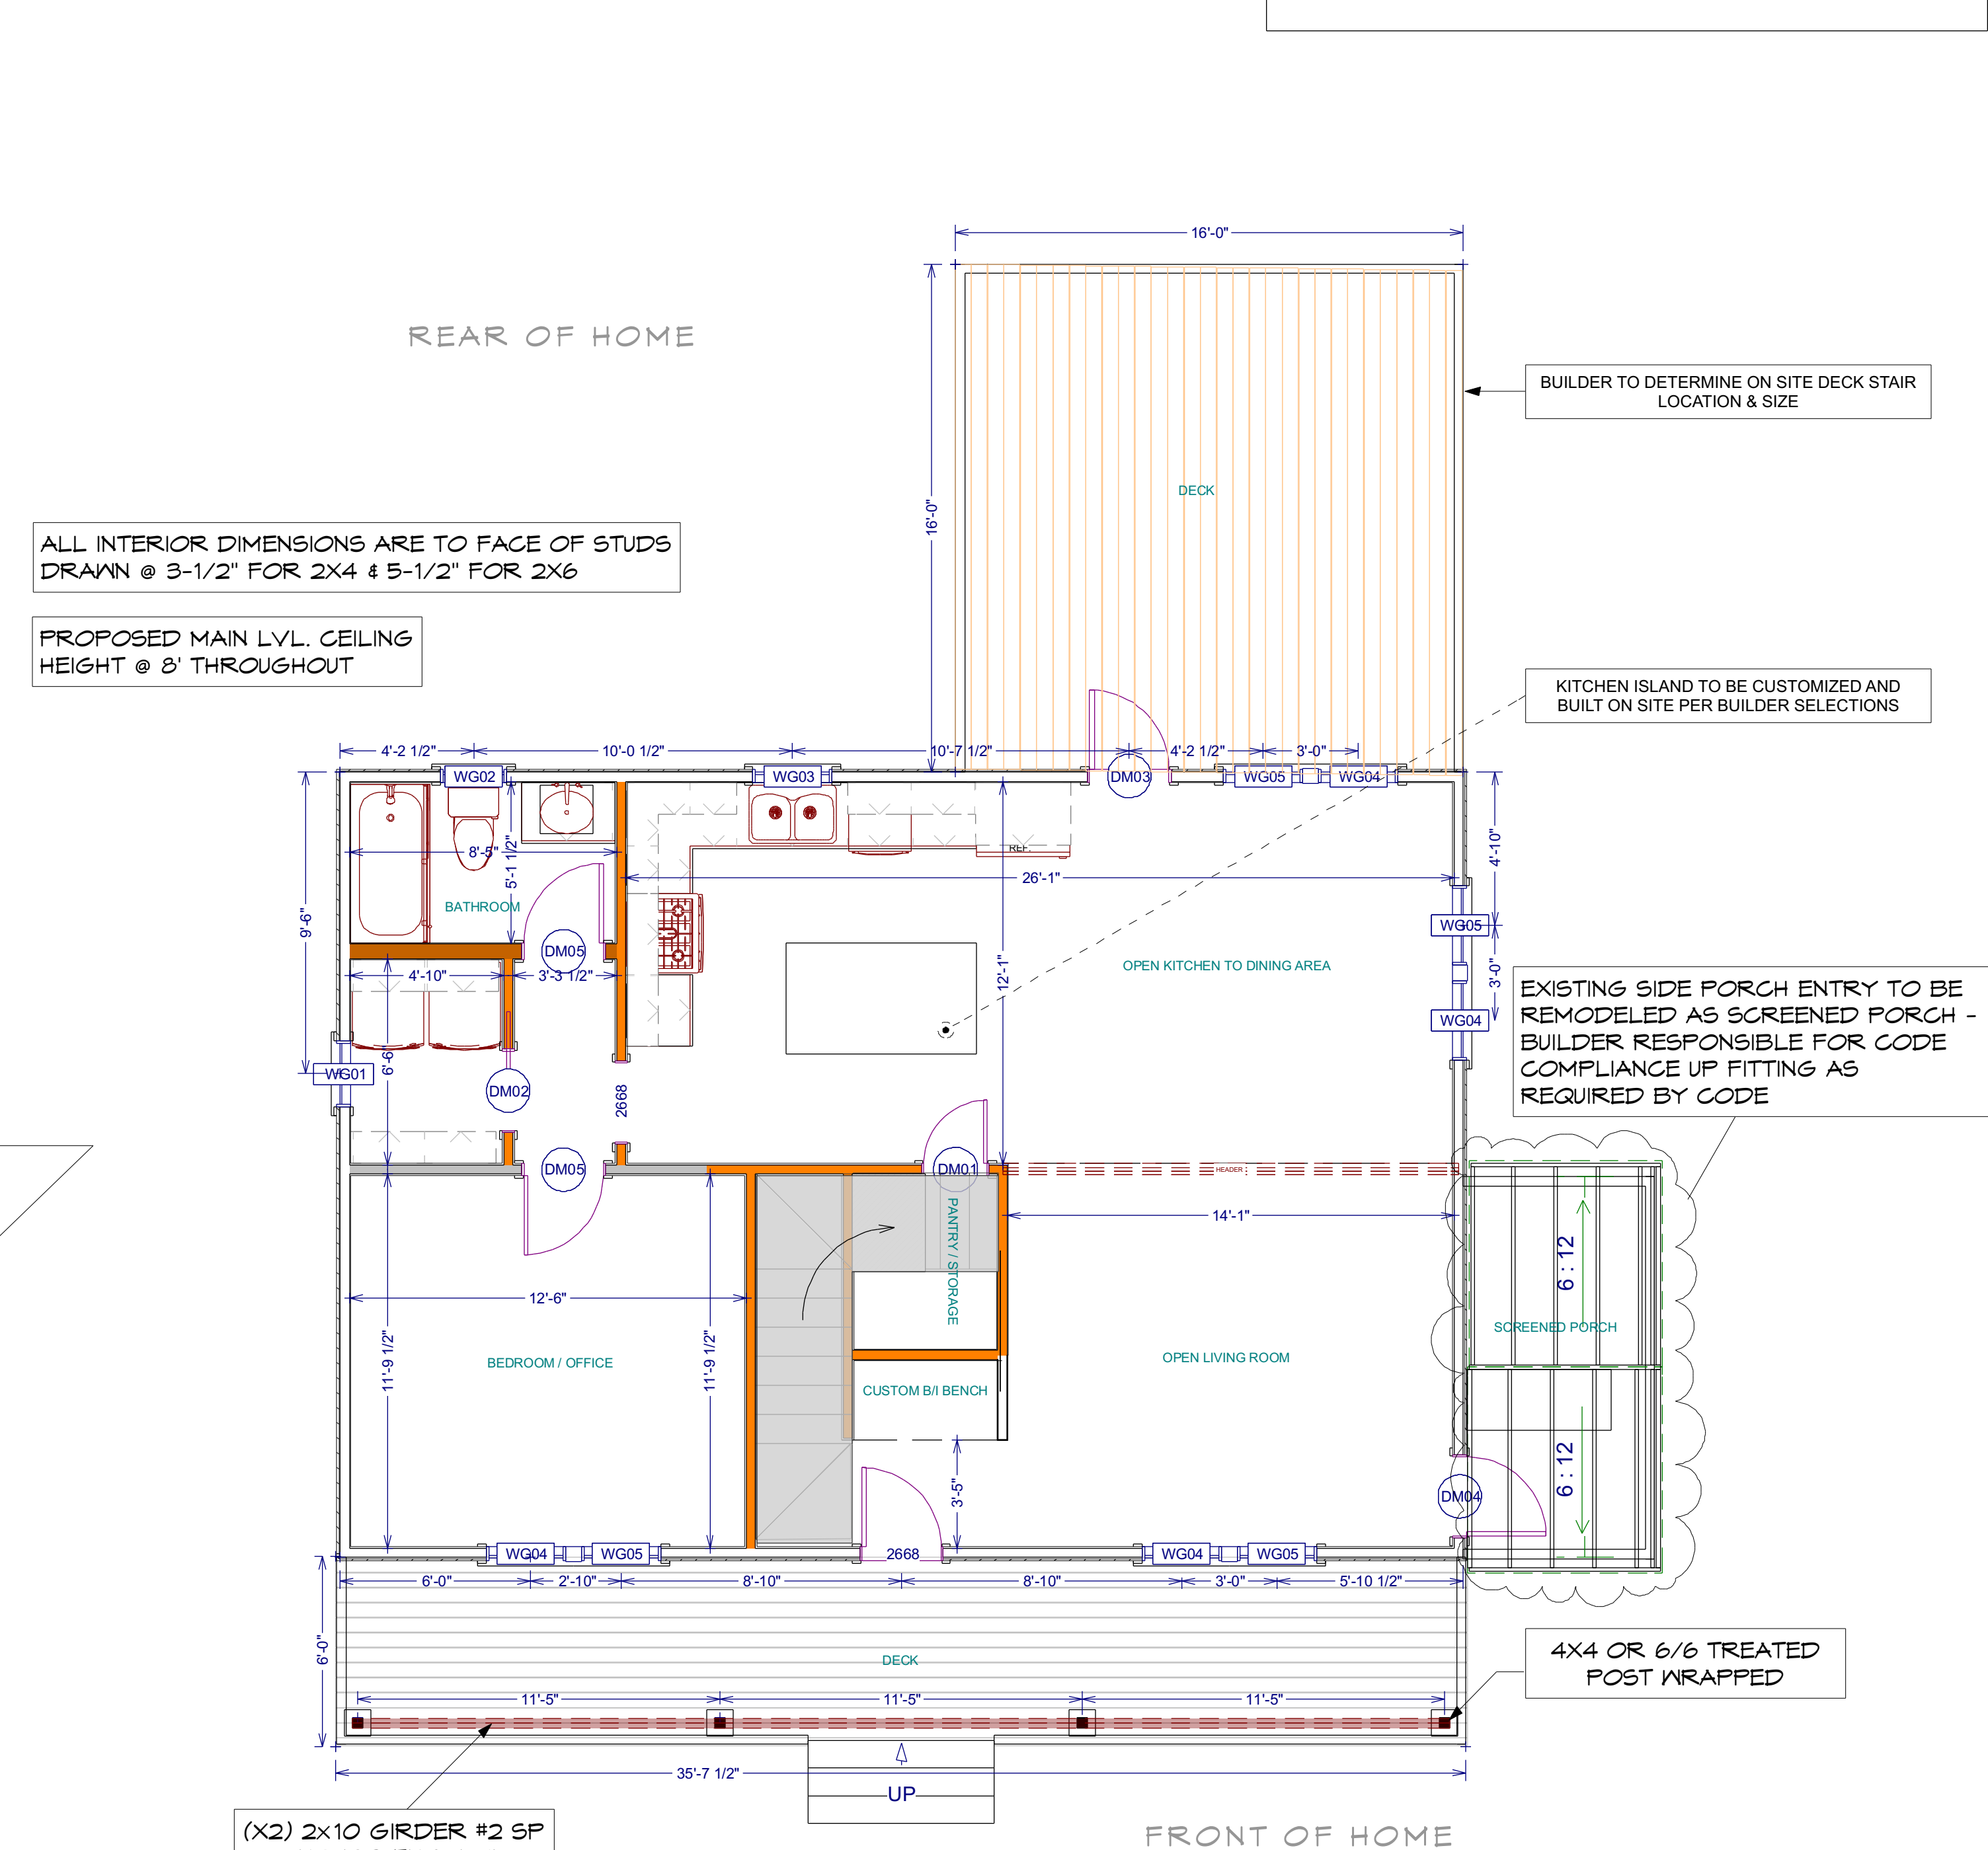 16'-0"
REAR OF HOME
BUILDER TO DETERMINE ON SITE DECK STAIR
LOCATION & SIZE
16'-0"
DECK
ALL INTERIOR DIMENSIONS ARE TO FACE OF STUDS
DRAWN @ 3-1/2" FOR 2X4 & 5-1/2" FOR 2X6
PROPOSED MAIN LVL. CEILING
HEIGHT @ 8' THROUGHOUT
KITCHEN ISLAND TO BE CUSTOMIZED AND
BUILT ON SITE PER BUILDER SELECTIONS
4'-2 1/2" 10'-0 1/2" 10'-7 1/2" 4'-2 1/2" 3'-0"
WG02 WG03 DM03 WG05 WG04
8'-5"
5'-1 1/2"
REF.
26'-1"
4'-10"
9'-6"
BATHROOM
WG05
DM05
4'-10" 3'-3 1/2"
12'-1"
OPEN KITCHEN TO DINING AREA
3'-0"
EXISTING SIDE PORCH ENTRY TO BE
REMODELED AS SCREENED PORCH -
BUILDER RESPONSIBLE FOR CODE
COMPLIANCE UP FITTING AS
REQUIRED BY CODE
WG04
6'-6"
WG01
DM02
2668
DM05
DM01
HEADER
14'-1"
PANTRY / STORAGE
6 : 12
12'-6"
SCREENED PORCH
11'-9 1/2"
11'-9 1/2"
BEDROOM / OFFICE
OPEN LIVING ROOM
CUSTOM B/I BENCH
3'-5"
6 : 12
DM04
WG04 WG05 2668 WG04 WG05
6'-0" 2'-10" 8'-10" 8'-10" 3'-0" 5'-10 1/2"
6'-0"
DECK
4X4 OR 6/6 TREATED
POST WRAPPED
11'-5" 11'-5" 11'-5"
35'-7 1/2"
UP
(X2) 2x10 GIRDER #2 SP
FRONT OF HOME